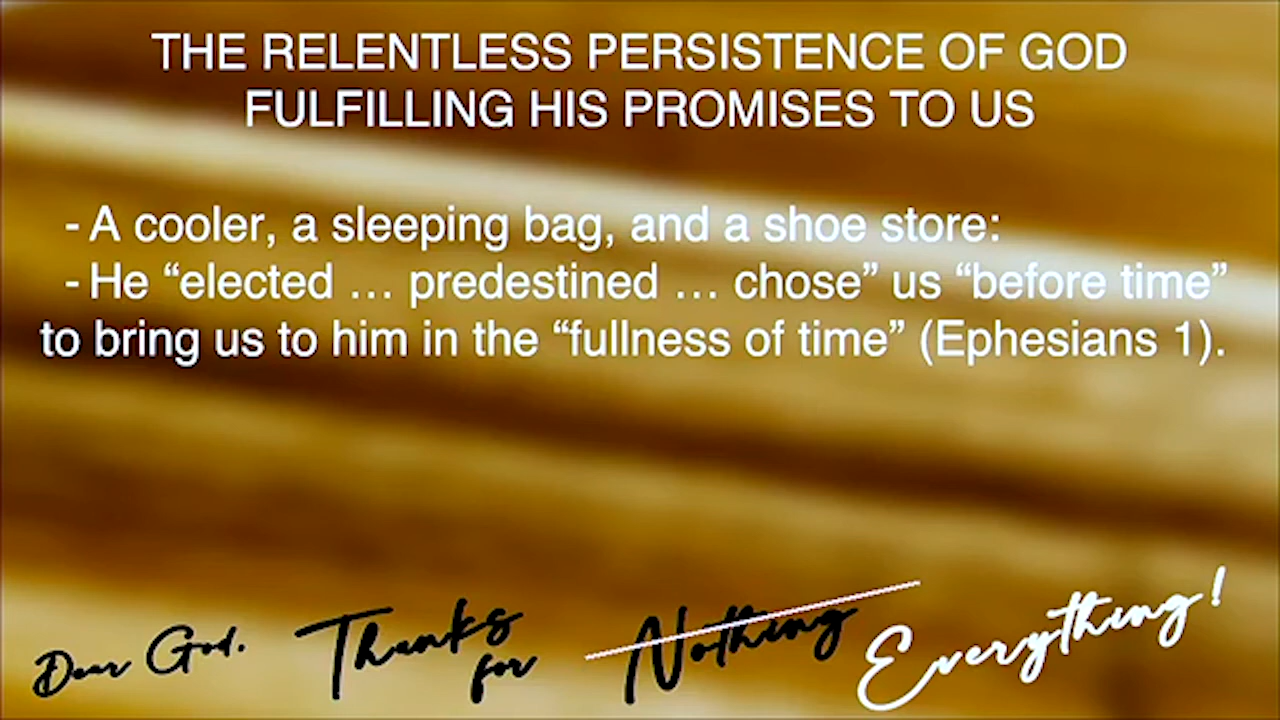 THE RELENTLESS PERSISTENCE OF GOD
FULFILLING HIS PROMISES TO US
- A cooler, a sleeping bag, and a shoe store:
- He “elected … predestined … chose” us “before time”
to bring us to him in the “fullness of time” (Ephesians 1).
Dear God. Thanks for Nothing Everything!